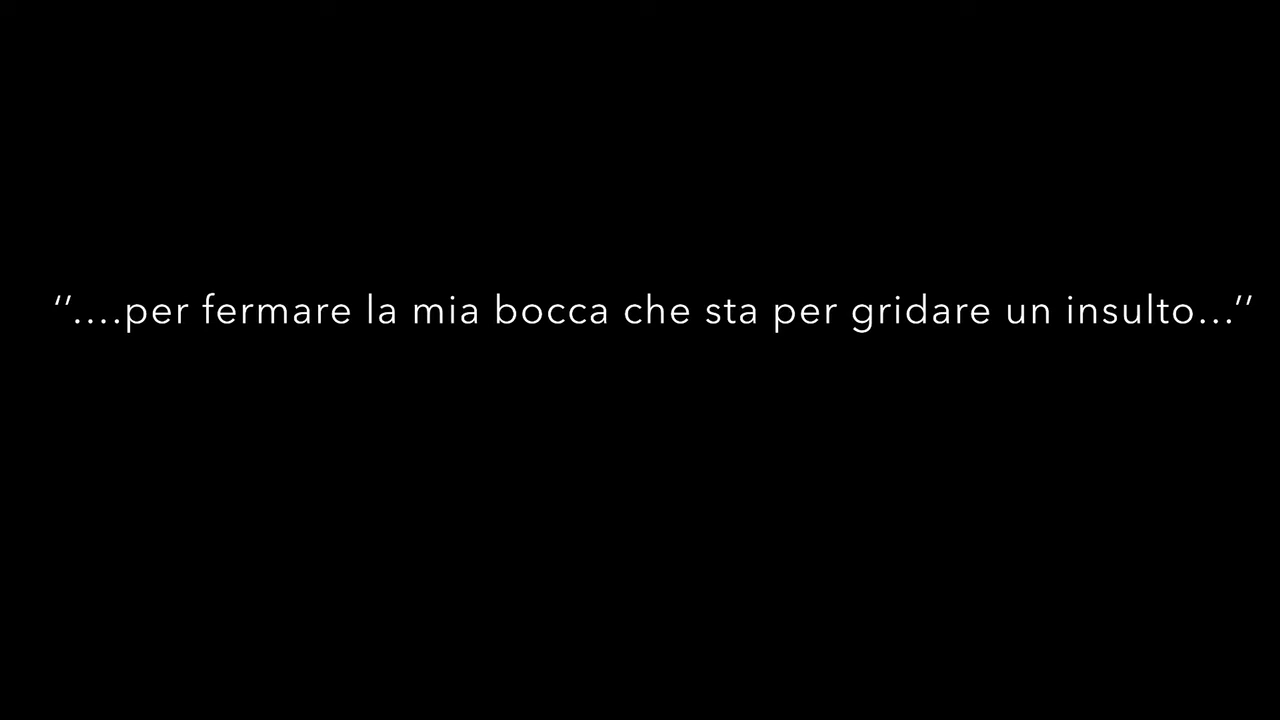 “....per fermare la mia bocca che sta per gridare un insulto...”